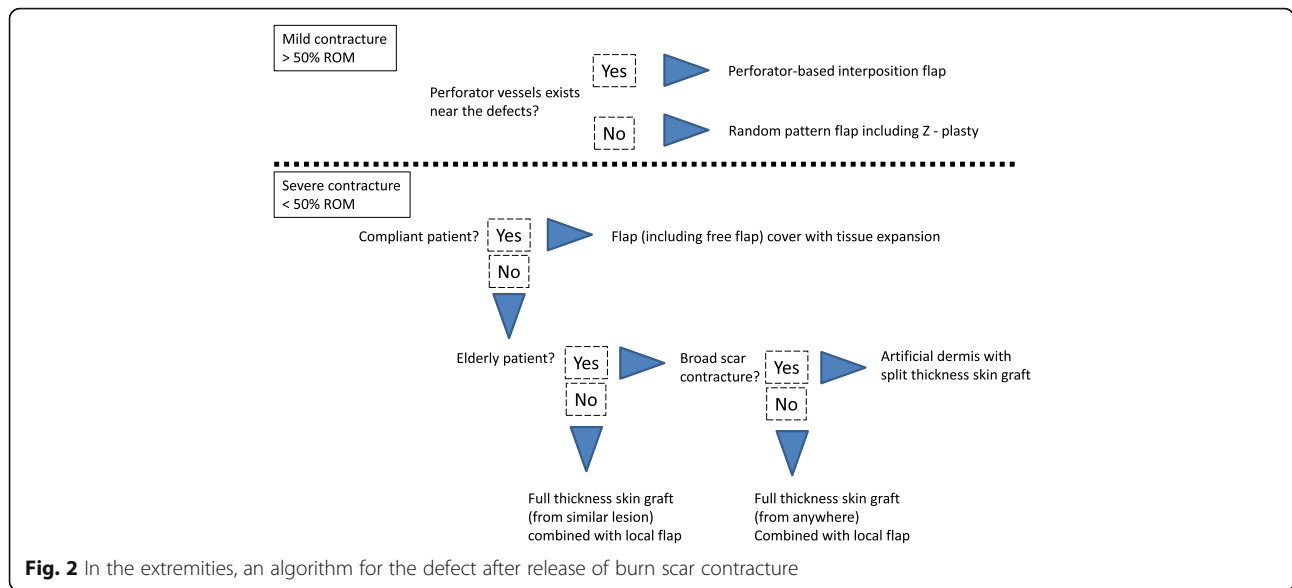 Mild contracture
> 50% ROM
Perforator vessels exists
near the defects?
Yes
Perforator-based interposition flap
No
Random pattern flap including Z - plasty
Severe contracture
< 50% ROM
Compliant patient?
Yes
Flap (including free flap) cover with tissue expansion
No
Elderly patient?
Yes
Broad scar
contracture?
Yes
Artificial dermis with
split thickness skin graft
No
No
Full thickness skin graft
(from similar lesion)
combined with local flap
Full thickness skin graft
(from anywhere)
Combined with local flap
Fig. 2 In the extremities, an algorithm for the defect after release of burn scar contracture